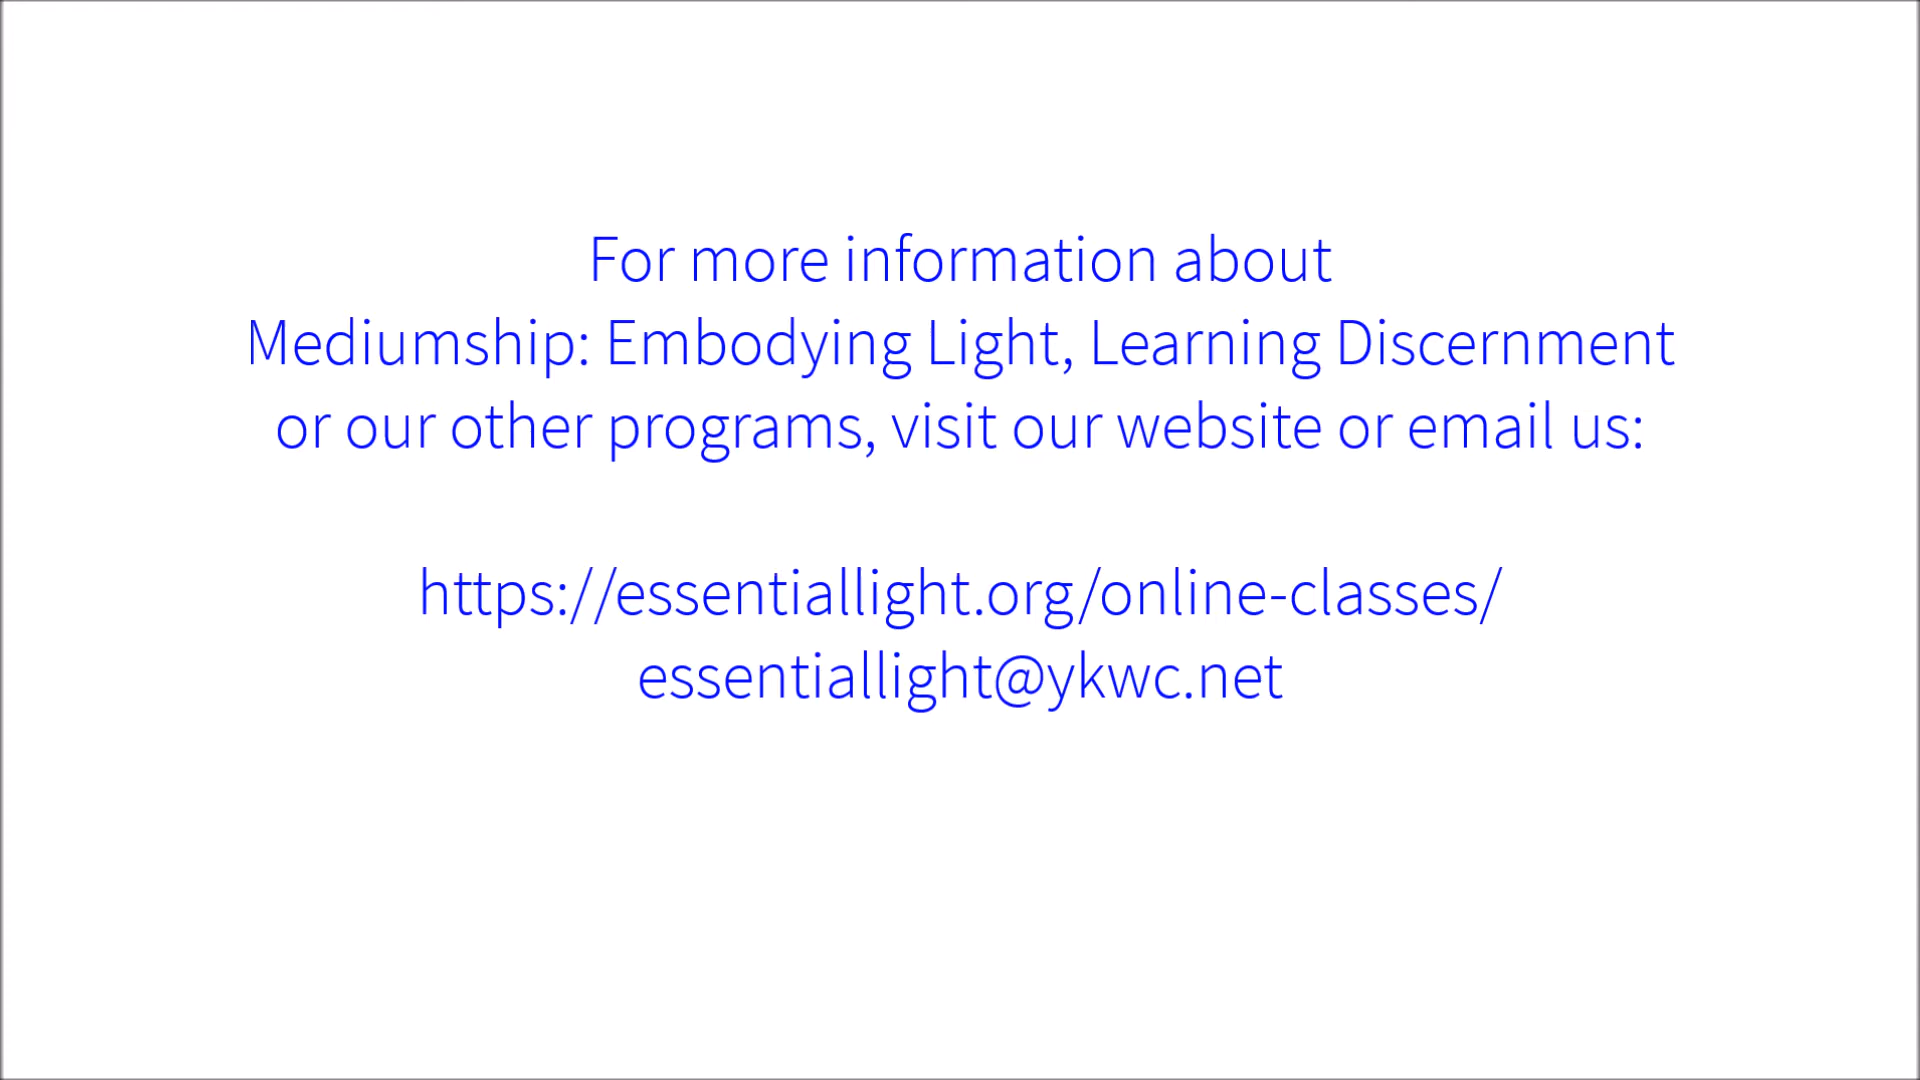 For more information about
Mediumship: Embodying Light, Learning Discernment
or our other programs, visit our website or email us:
https://essentiallight.org/online-classes/
essentiallight@ykwc.net